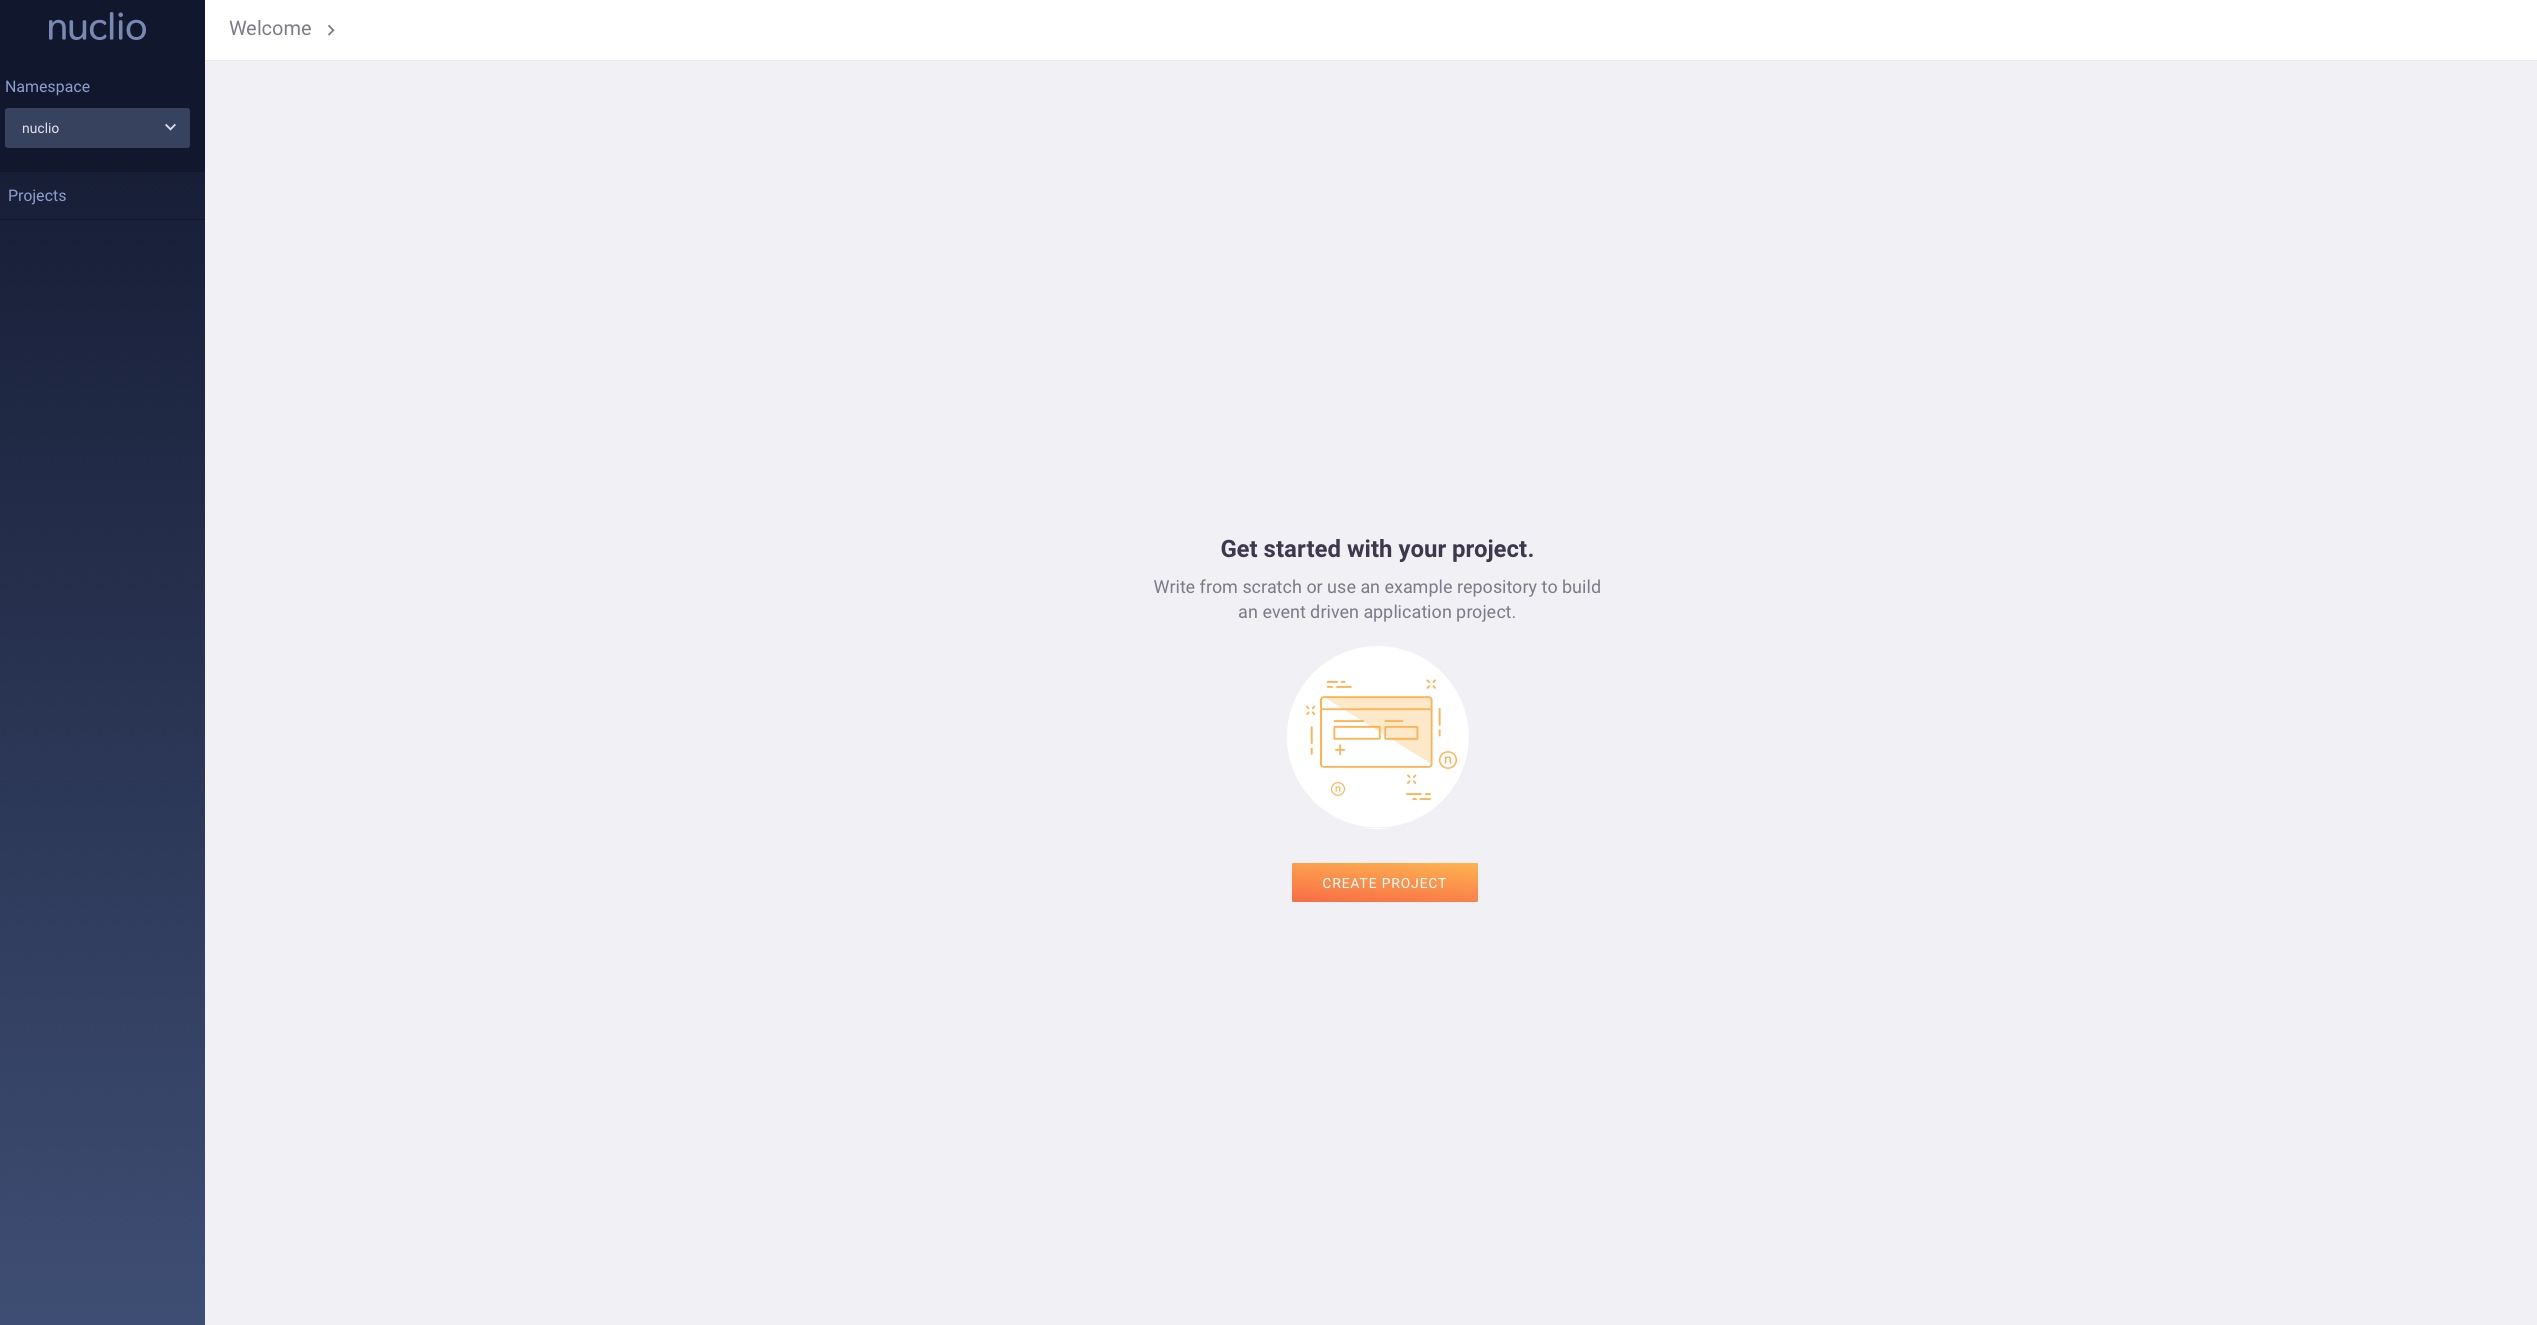 nuclio
Welcome
Namespace
nuclio
Projects
Get started with your project.
Write from scratch or use an example repository to build
an event driven application project.
n
n
CREATE PROJECT